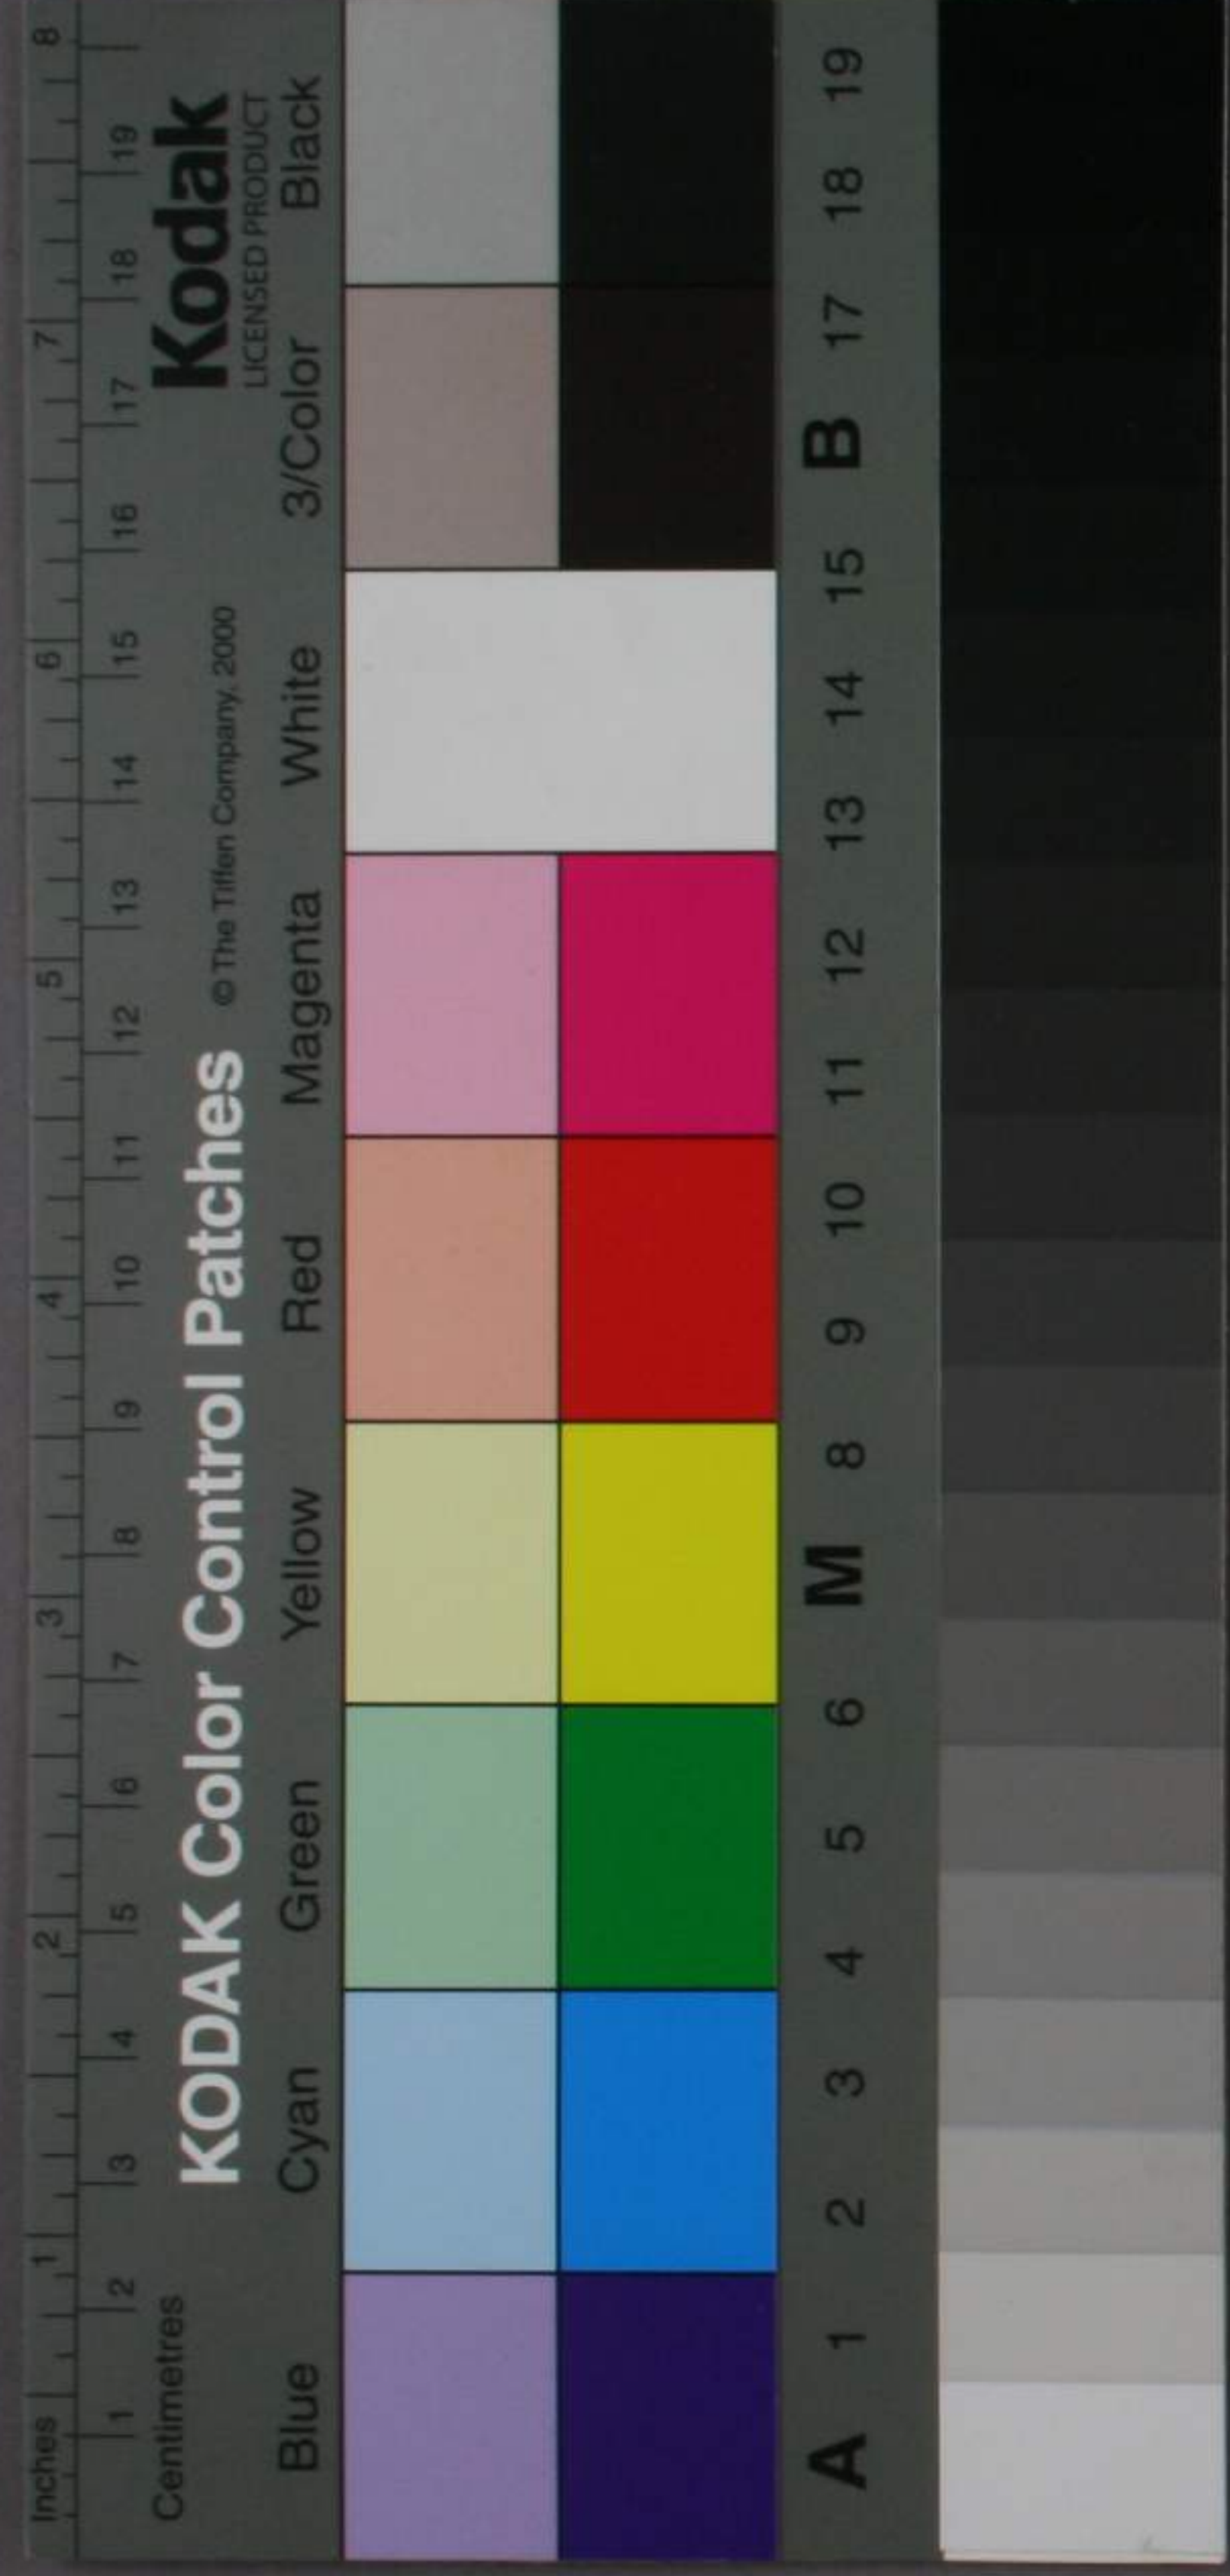 Inches 1 2 3 4 5 6 7 8
1 2 3 4 5 6 7 8 9 10 11 12 13 14 15 16 17 18 19
Centimetres
KODAK Color Control Patches © The Tiffen Company, 2000 Kodak
LICENSED PRODUCT
Blue Cyan Green Yellow Red Magenta White 3/Color Black
A 1 2 3 4 5 6 M 8 9 10 11 12 13 14 15 B 17 18 19